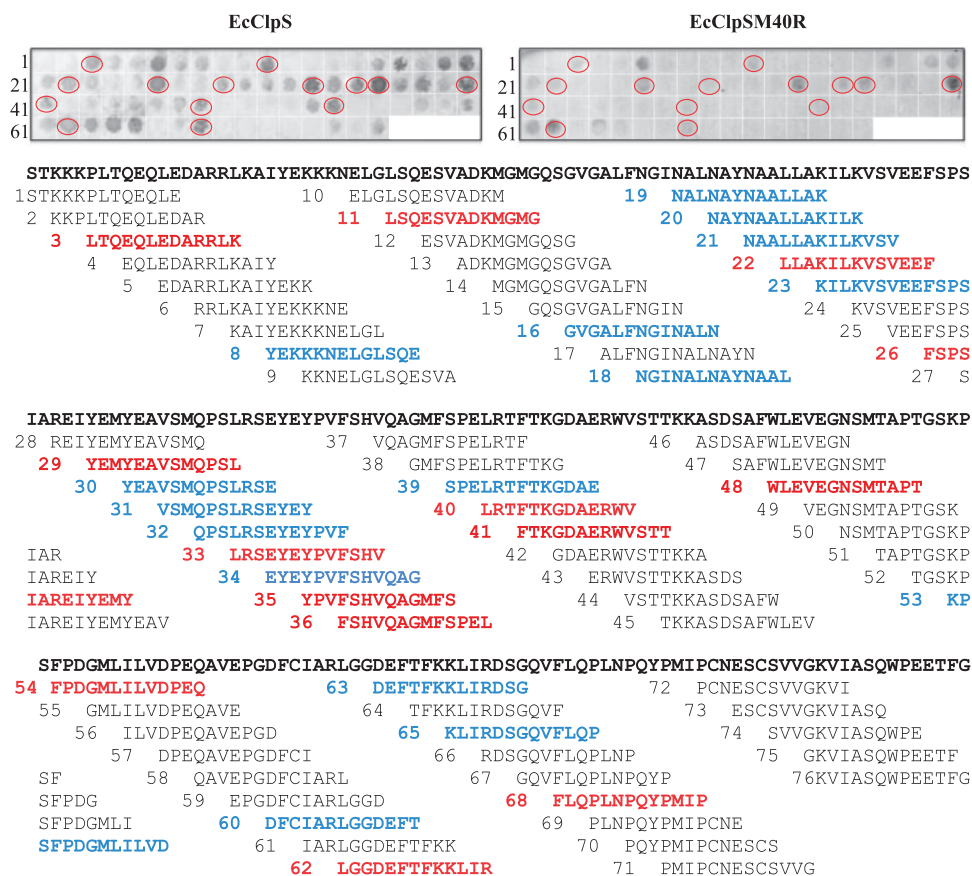 EcClpS EcClpSM40R
1 1
21 21
41 41
61 61
STKKKPLTQEQLEDARRLKAIYEKKKNELGLSQESVADKMGMGQSGVGALFNGINALNAYNAALLAKILKVSVEEFSPS
1STKKKPLTQEQLE 10 ELGLSQESVADKM 19 NALNAYNAALLAK
2 KKPLTQEQLEDAR 11 LSQESVADKMGMG 20 NAYNAALLAKILK
3 LTQEQLEDARRLK 12 ESVADKMGMGQSG 21 NAALLAKILKVSV
4 EQLEDARRLKAIY 13 ADKMGMGQSGVGA 22 LLAKILKVSVEEF
5 EDARRLKAIYEKK 14 MGMGQSGVGALFN 23 KILKVSVEEFSPS
6 RRLKAIYEKKKNE 15 GQSGVGALFNGIN 24 KVSVEEFSPS
7 KAIYEKKKNELGL 16 GVGALFNGINALN 25 VEEFSPS
8 YEKKKNELGLSQE 17 ALFNGINALNAYN 26 FSPS
9 KKNELGLSQESVA 18 NGINALNAYNAAL 27 S
IAREIYEMYEAVSMQPSLRSEYEYPVFSHVQAGMFSPELRTFTKGDAERWVSTTKKASDSAFWLEVEGNSMTAPTGSKP
28 REIYEMYEAVSMQ 37 VQAGMFSPELRTF 46 ASDSAFWLEVEGN
29 YEMYEAVSMQPSL 38 GMFSPELRTFTKG 47 SAFWLEVEGNSMT
30 YEAVSMQPSLRSE 39 SPELRTFTKGDAE 48 WLEVEGNSMTAPT
31 VSMQPSLRSEYEY 40 LRTFTKGDAERWV 49 VEGNSMTAPTGSK
32 QPSLRSEYEYPVF 41 FTKGDAERWVSTT 50 NSMTAPTGSKP
IAR 33 LRSEYEYPVFSHV 42 GDAERWVSTTKKA 51 TAPTGSKP
IAREIY 34 EYEYPVFSHVQAG 43 ERWVSTTKKASDS 52 TGSKP
IAREIYEMY 35 YPVFSHVQAGMFS 44 VSTTKKASDSAFW 53 KP
IAREIYEMYEAV 36 FSHVQAGMFSPEL 45 TKKASDSAFWLEV
SFPDGMLILVDPEQAVEPGDFCIARLGGDEFTFKKLIRDSGQVFLQPLNPQYPMIPCNESCSVVGKVIASQWPEETFG
54 FPDGMLILVDPEQ 63 DEFTFKKLIRDSG 72 PCNESCSVVGKVI
55 GMLILVDPEQAVE 64 TFKKLIRDSGQVF 73 ESCSVVGKVIASQ
56 ILVDPEQAVEPGD 65 KLIRDSGQVFLQP 74 SVVGKVIASQWPE
57 DPEQAVEPGDFCI 66 RDSGQVFLQPLNP 75 GKVIASQWPEETF
SF 58 QAVEPGDFCIARL 67 GQVFLQPLNPQYP 76KVIASQWPEETFG
SFPDG 59 EPGDFCIARLGGD 68 FLQPLNPQYPMIP
SFPDGMLI 60 DFCIARLGGDEFT 69 PLNPQYPMIPCNE
SFPDGMLILVD 61 IARLGGDEFTFKK 70 PQYPMIPCNESCS
62 LGGDEFTFKKLIR 71 PMIPCNESCSVVG